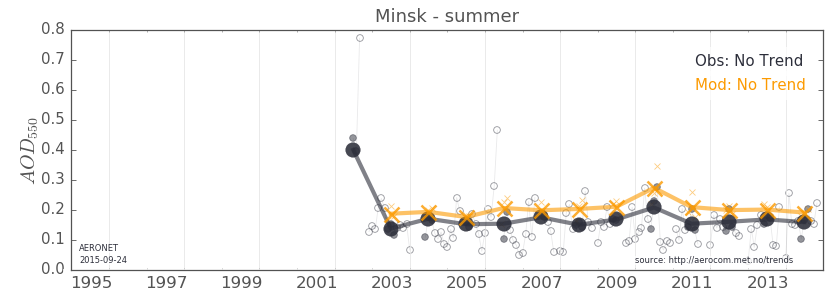 Minsk - summer
0.8
0.7
0.6
0.5
0.4
0.3
0.2
0.1
0.0
AOD550
Obs: No Trend
Mod: No Trend
AERONET
2015-09-24
source: http://aerocom.met.no/trends
1995 1997 1999 2001 2003 2005 2007 2009 2011 2013